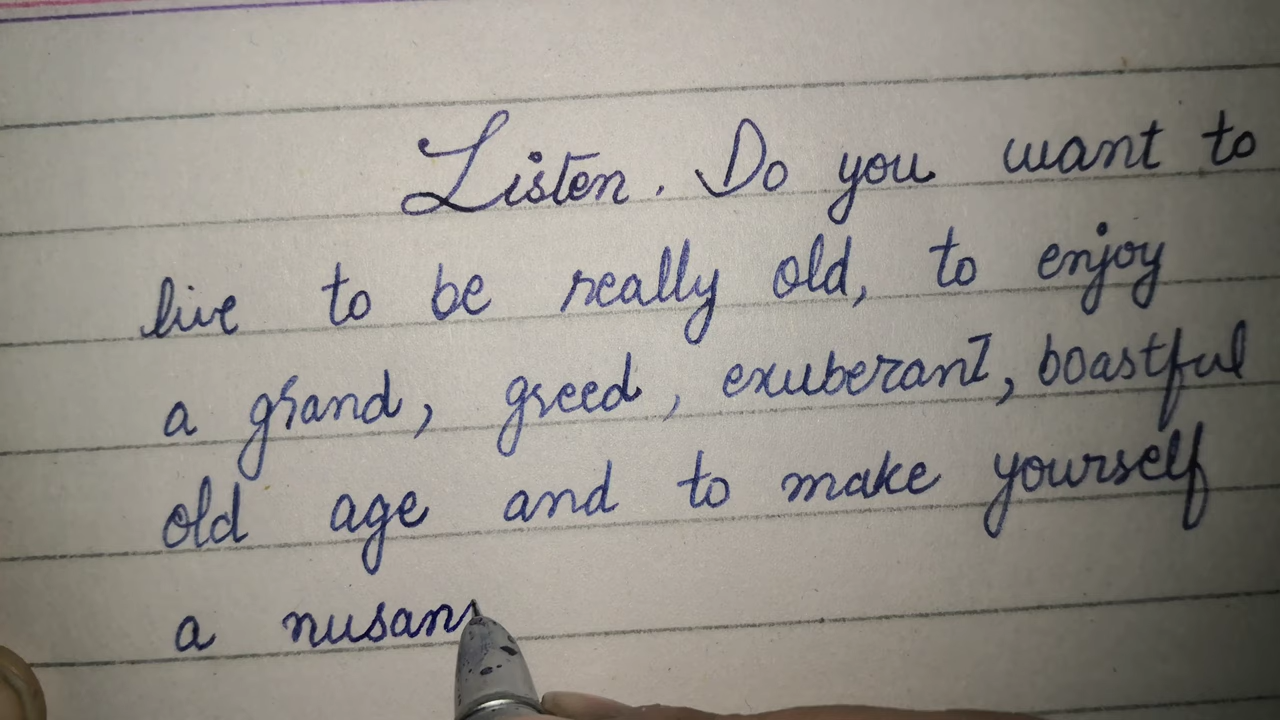 Listen. Do you want to
live to be really old, to enjoy
a grand, greed, exuberant, boastful
old age and to make yourself
a nusan